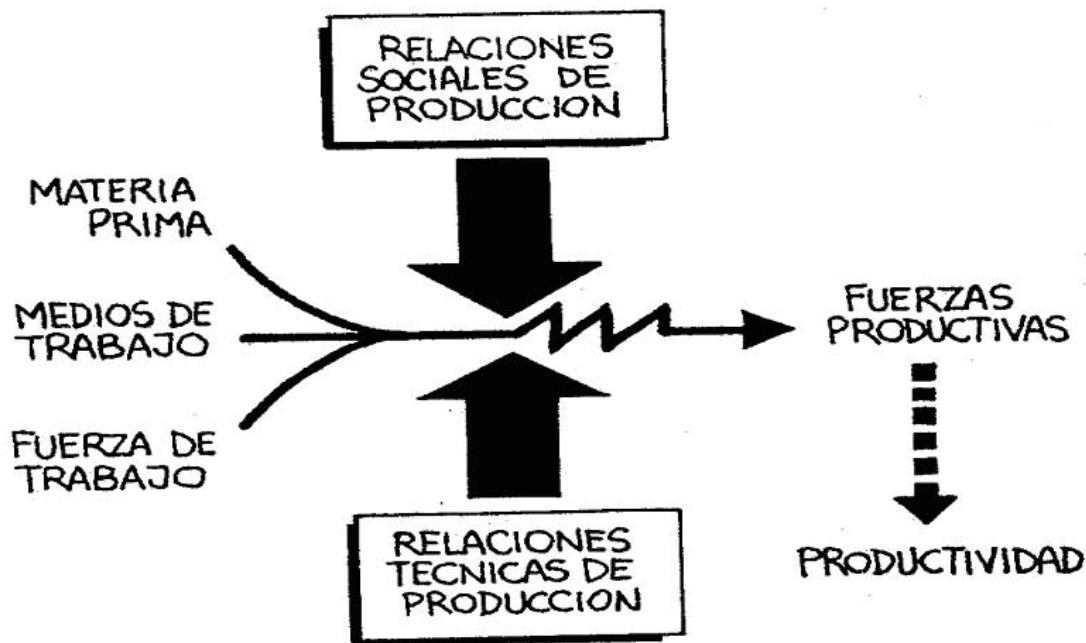 RELACIONES
SOCIALES DE
PRODUCCION
MATERIA
PRIMA
MEDIOS DE
TRABAJO
FUERZA DE
TRABAJO
FUERZAS
PRODUCTIVAS
RELACIONES
TECNICAS DE
PRODUCCION
PRODUCTIVIDAD